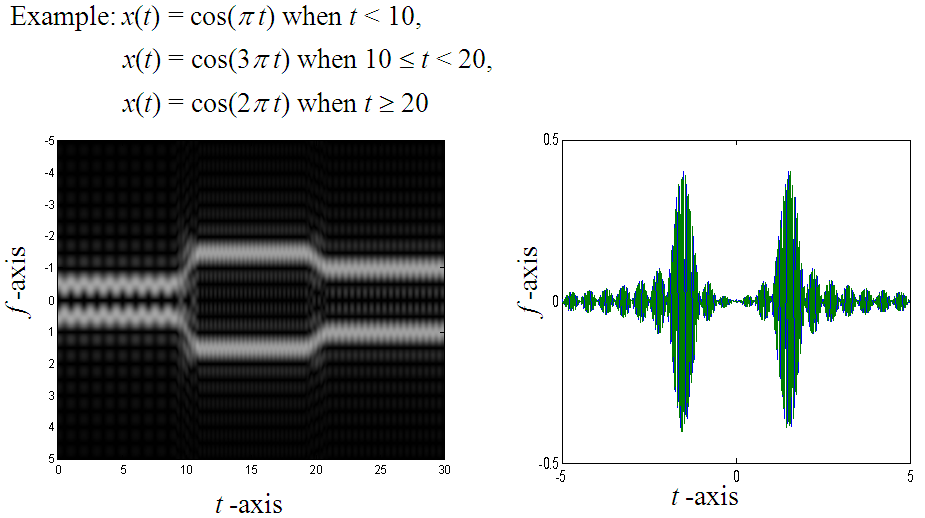 Example: x(t) = cos(π t) when t < 10,
x(t) = cos(3π t) when 10 ≤ t < 20,
x(t) = cos(2π t) when t ≥ 20
-5
-4
-3
-2
-1
0
1
2
3
4
5
f -axis
0 5 10 15 20 25 30
t -axis
0.5
0
-0.5
f -axis
-5 0 5
t -axis